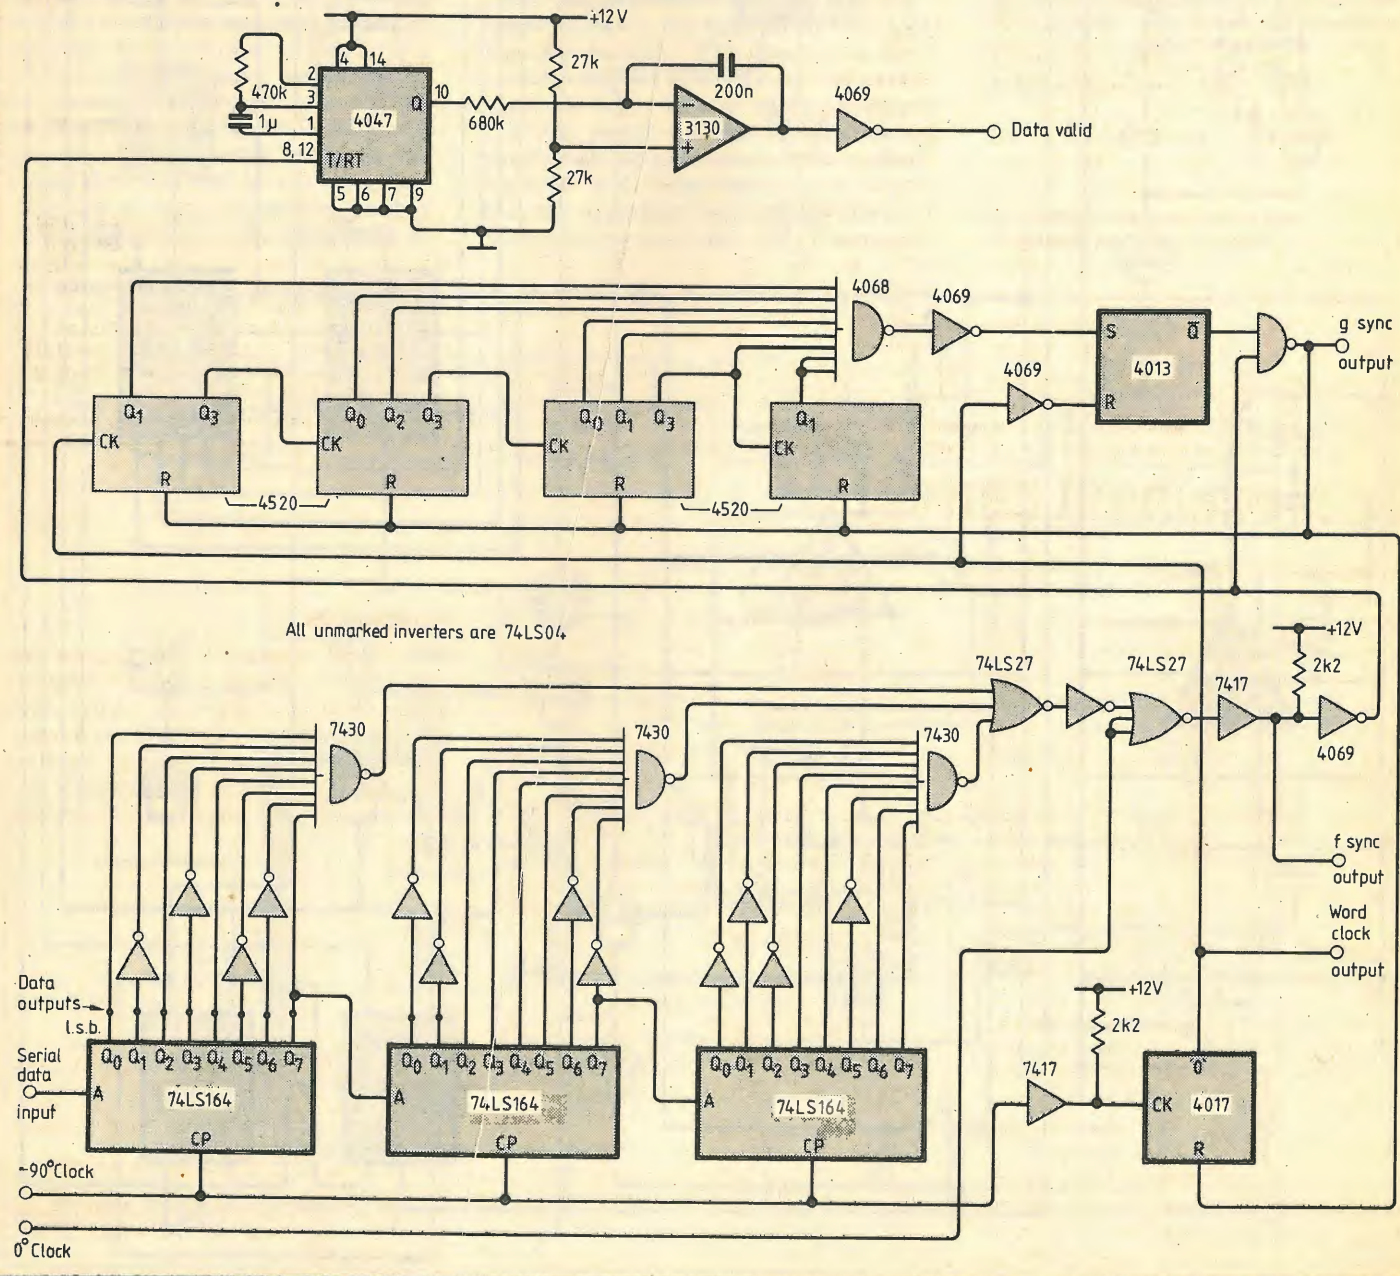 +12V
4 14
2
470k
3
1µ
1
8, 12
T/RT
4047
Q
10
680k
5 6 7 9
27k
27k
200n
−
+
3130
4069
Data valid
4068
4069
4069
S
R
Q̅
4013
g sync
output
Q1 Q3
CK
R
Q0 Q2 Q3
CK
R
Q0 Q1 Q3
CK
R
Q1
CK
R
4520
4520
All unmarked inverters are 74LS04
7430
7430
7430
74LS27
74LS27
7417
+12V
2k2
4069
f sync
output
Word
clock
output
Data
outputs
l.s.b.
Q0 Q1 Q2 Q3 Q4 Q5 Q6 Q7
Q0 Q1 Q2 Q3 Q4 Q5 Q6 Q7
Q0 Q1 Q2 Q3 Q4 Q5 Q6 Q7
Serial
data
input
A
74LS164
CP
A
74LS164
CP
A
74LS164
CP
+12V
2k2
7417
'0'
CK
4017
R
-90°Clock
0°Clock